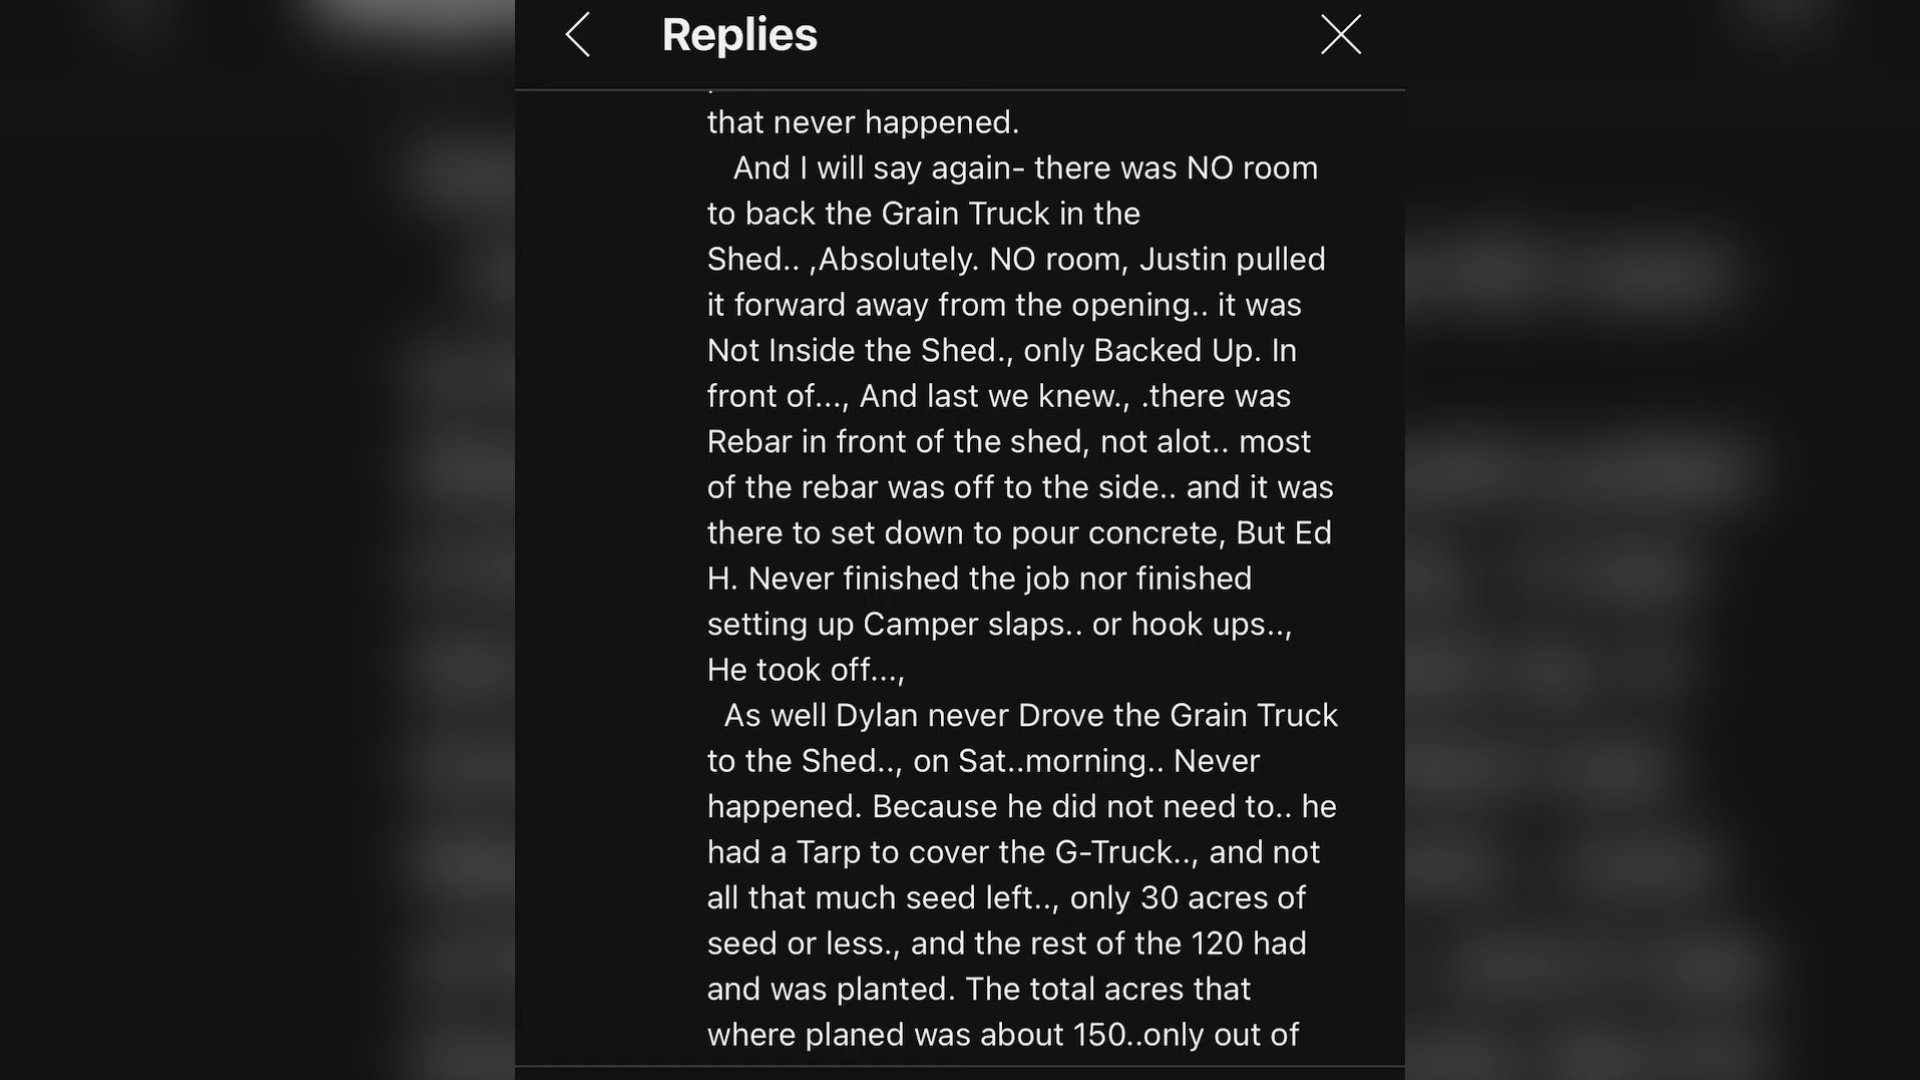 Replies
that never happened.
And I will say again- there was NO room
to back the Grain Truck in the
Shed.. ,Absolutely. NO room, Justin pulled
it forward away from the opening.. it was
Not Inside the Shed., only Backed Up. In
front of..., And last we knew., .there was
Rebar in front of the shed, not alot.. most
of the rebar was off to the side.. and it was
there to set down to pour concrete, But Ed
H. Never finished the job nor finished
setting up Camper slaps.. or hook ups..,
He took off...,
As well Dylan never Drove the Grain Truck
to the Shed.., on Sat..morning.. Never
happened. Because he did not need to.. he
had a Tarp to cover the G-Truck.., and not
all that much seed left.., only 30 acres of
seed or less., and the rest of the 120 had
and was planted. The total acres that
where planed was about 150..only out of